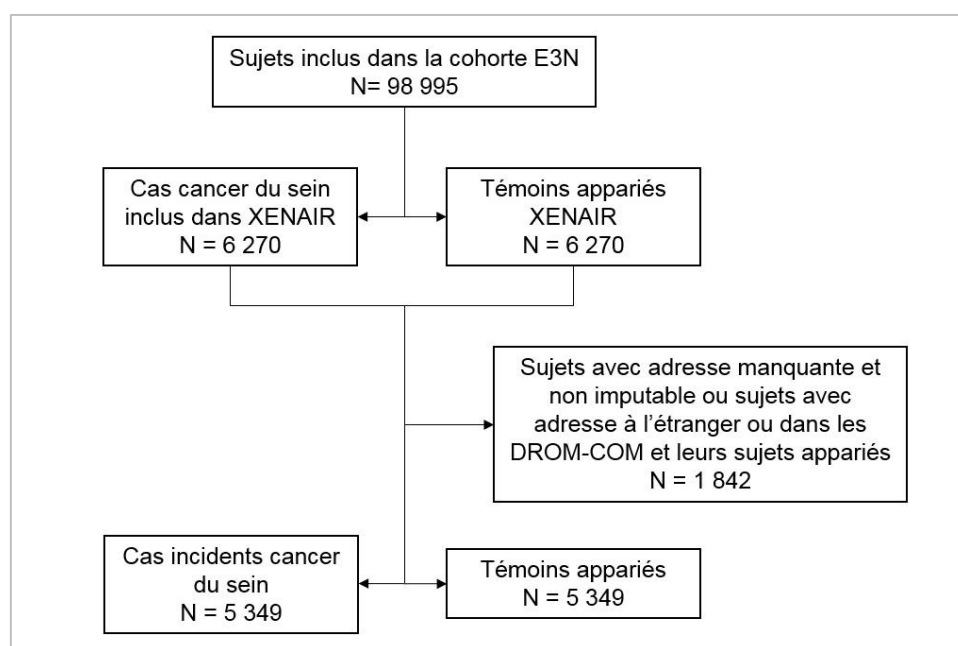 Sujets inclus dans la cohorte E3N
N= 98 995
Cas cancer du sein
inclus dans XENAIR
N = 6 270
Témoins appariés
XENAIR
N = 6 270
Sujets avec adresse manquante et
non imputable ou sujets avec
adresse à l’étranger ou dans les
DROM-COM et leurs sujets appariés
N = 1 842
Cas incidents cancer
du sein
N = 5 349
Témoins appariés
N = 5 349